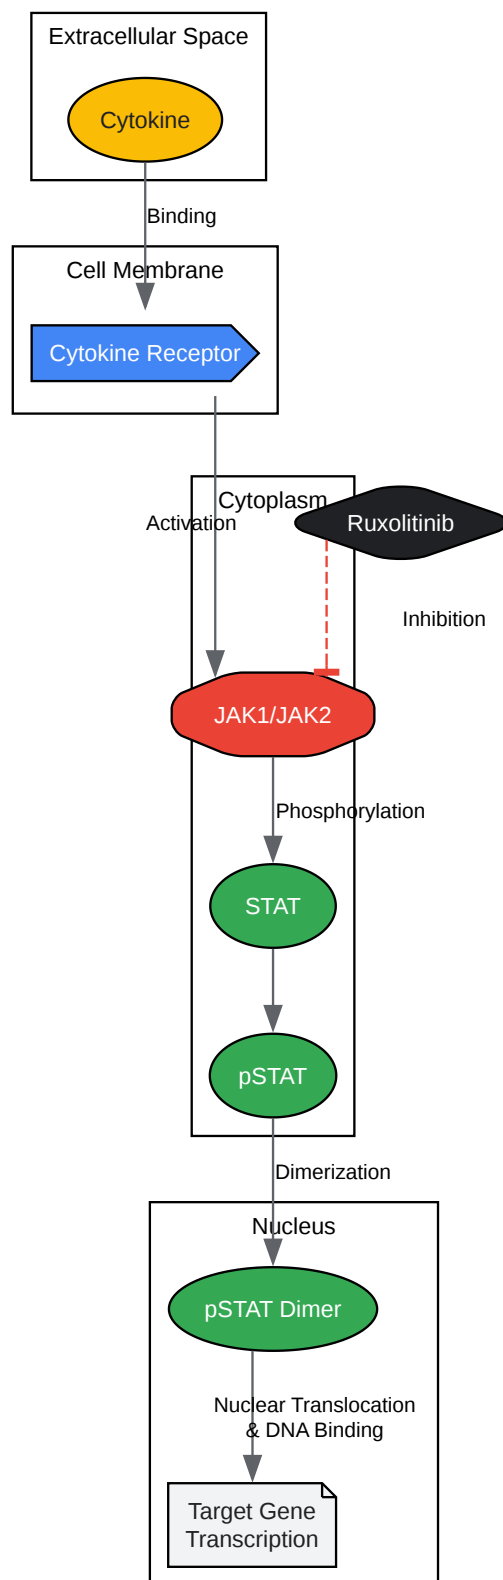 Extracellular Space
Cytokine
Binding
Cell Membrane
Cytokine Receptor
Cytoplasm
Ruxolitinib
Activation
Inhibition
JAK1/JAK2
Phosphorylation
STAT
pSTAT
Dimerization
Nucleus
pSTAT Dimer
Nuclear Translocation
& DNA Binding
Target Gene
Transcription